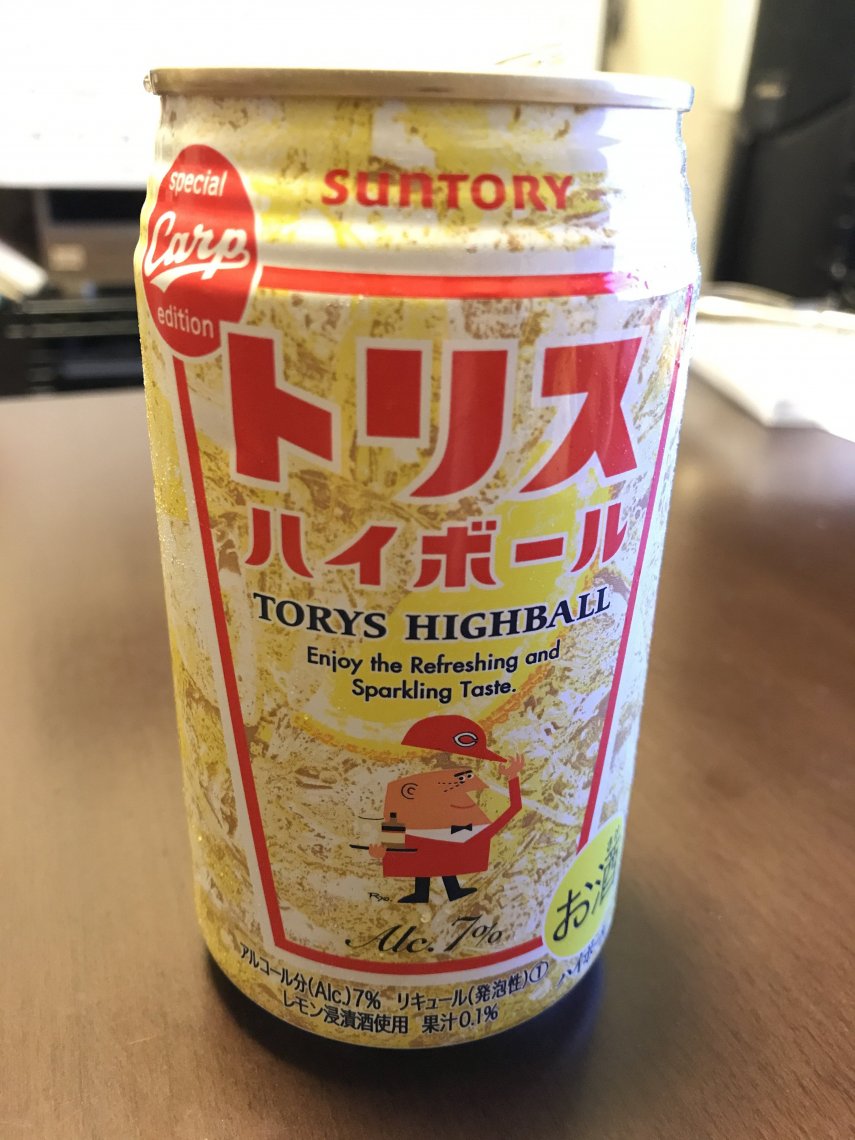 special
Carp
edition
SUNTORY
トリス
ハイボール
TORYS HIGHBALL
Enjoy the Refreshing and
Sparkling Taste.
C
Ryo.
Alc. 7%
お酒
アルコール分(Alc.)7% リキュール(発泡性)①
レモン浸漬酒使用 果汁0.1%